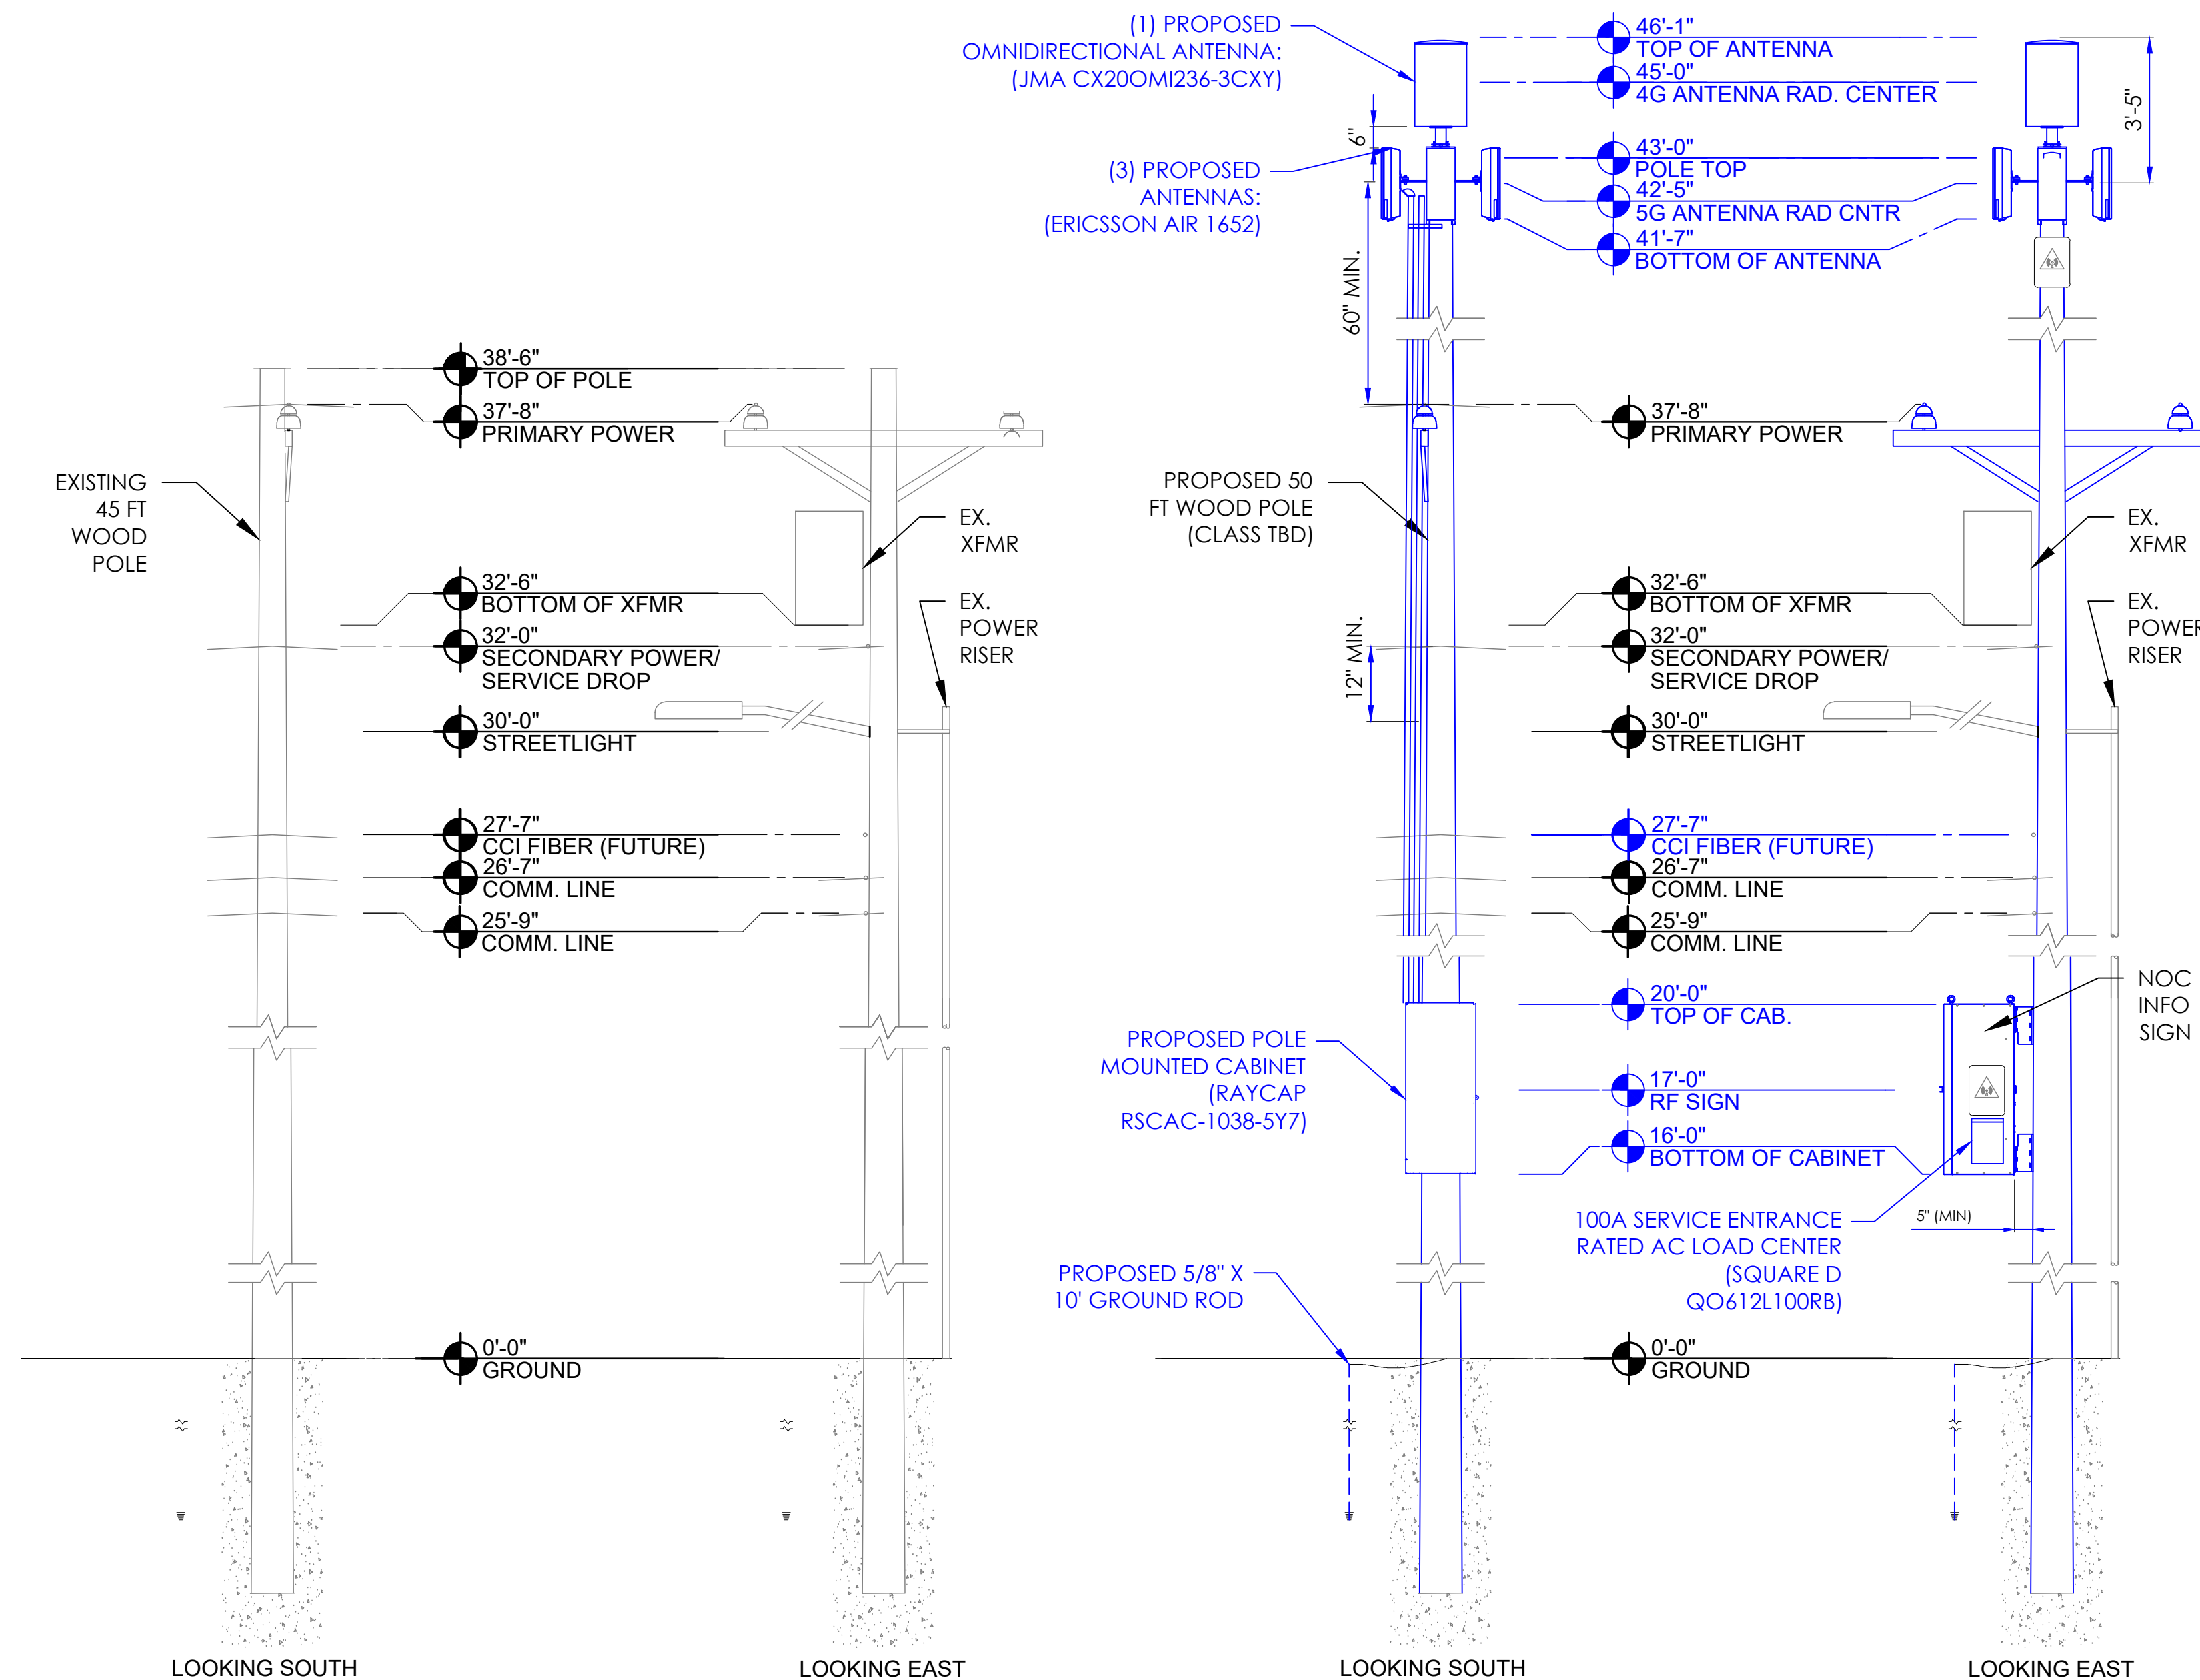 38'-6"
TOP OF POLE
37'-8"
PRIMARY POWER
EXISTING
45 FT
WOOD
POLE
EX.
XFMR
32'-6"
BOTTOM OF XFMR
EX.
POWER
RISER
32'-0"
SECONDARY POWER/
SERVICE DROP
30'-0"
STREETLIGHT
27'-7"
CCI FIBER (FUTURE)
26'-7"
COMM. LINE
25'-9"
COMM. LINE
0'-0"
GROUND
LOOKING SOUTH
LOOKING EAST
(1) PROPOSED
OMNIDIRECTIONAL ANTENNA:
(JMA CX20OMI236-3CXY)
46'-1"
TOP OF ANTENNA
45'-0"
4G ANTENNA RAD. CENTER
3'-5"
6"
(3) PROPOSED
ANTENNAS:
(ERICSSON AIR 1652)
43'-0"
POLE TOP
42'-5"
5G ANTENNA RAD CNTR
41'-7"
BOTTOM OF ANTENNA
60" MIN.
37'-8"
PRIMARY POWER
PROPOSED 50
FT WOOD POLE
(CLASS TBD)
EX.
XFMR
32'-6"
BOTTOM OF XFMR
EX.
POWER
RISER
32'-0"
SECONDARY POWER/
SERVICE DROP
12" MIN.
30'-0"
STREETLIGHT
27'-7"
CCI FIBER (FUTURE)
26'-7"
COMM. LINE
25'-9"
COMM. LINE
20'-0"
TOP OF CAB.
NOC
INFO
SIGN
PROPOSED POLE
MOUNTED CABINET
(RAYCAP
RSCAC-1038-5Y7)
17'-0"
RF SIGN
16'-0"
BOTTOM OF CABINET
100A SERVICE ENTRANCE
RATED AC LOAD CENTER
(SQUARE D
QO612L100RB)
5" (MIN)
PROPOSED 5/8" X
10' GROUND ROD
0'-0"
GROUND
LOOKING SOUTH
LOOKING EAST